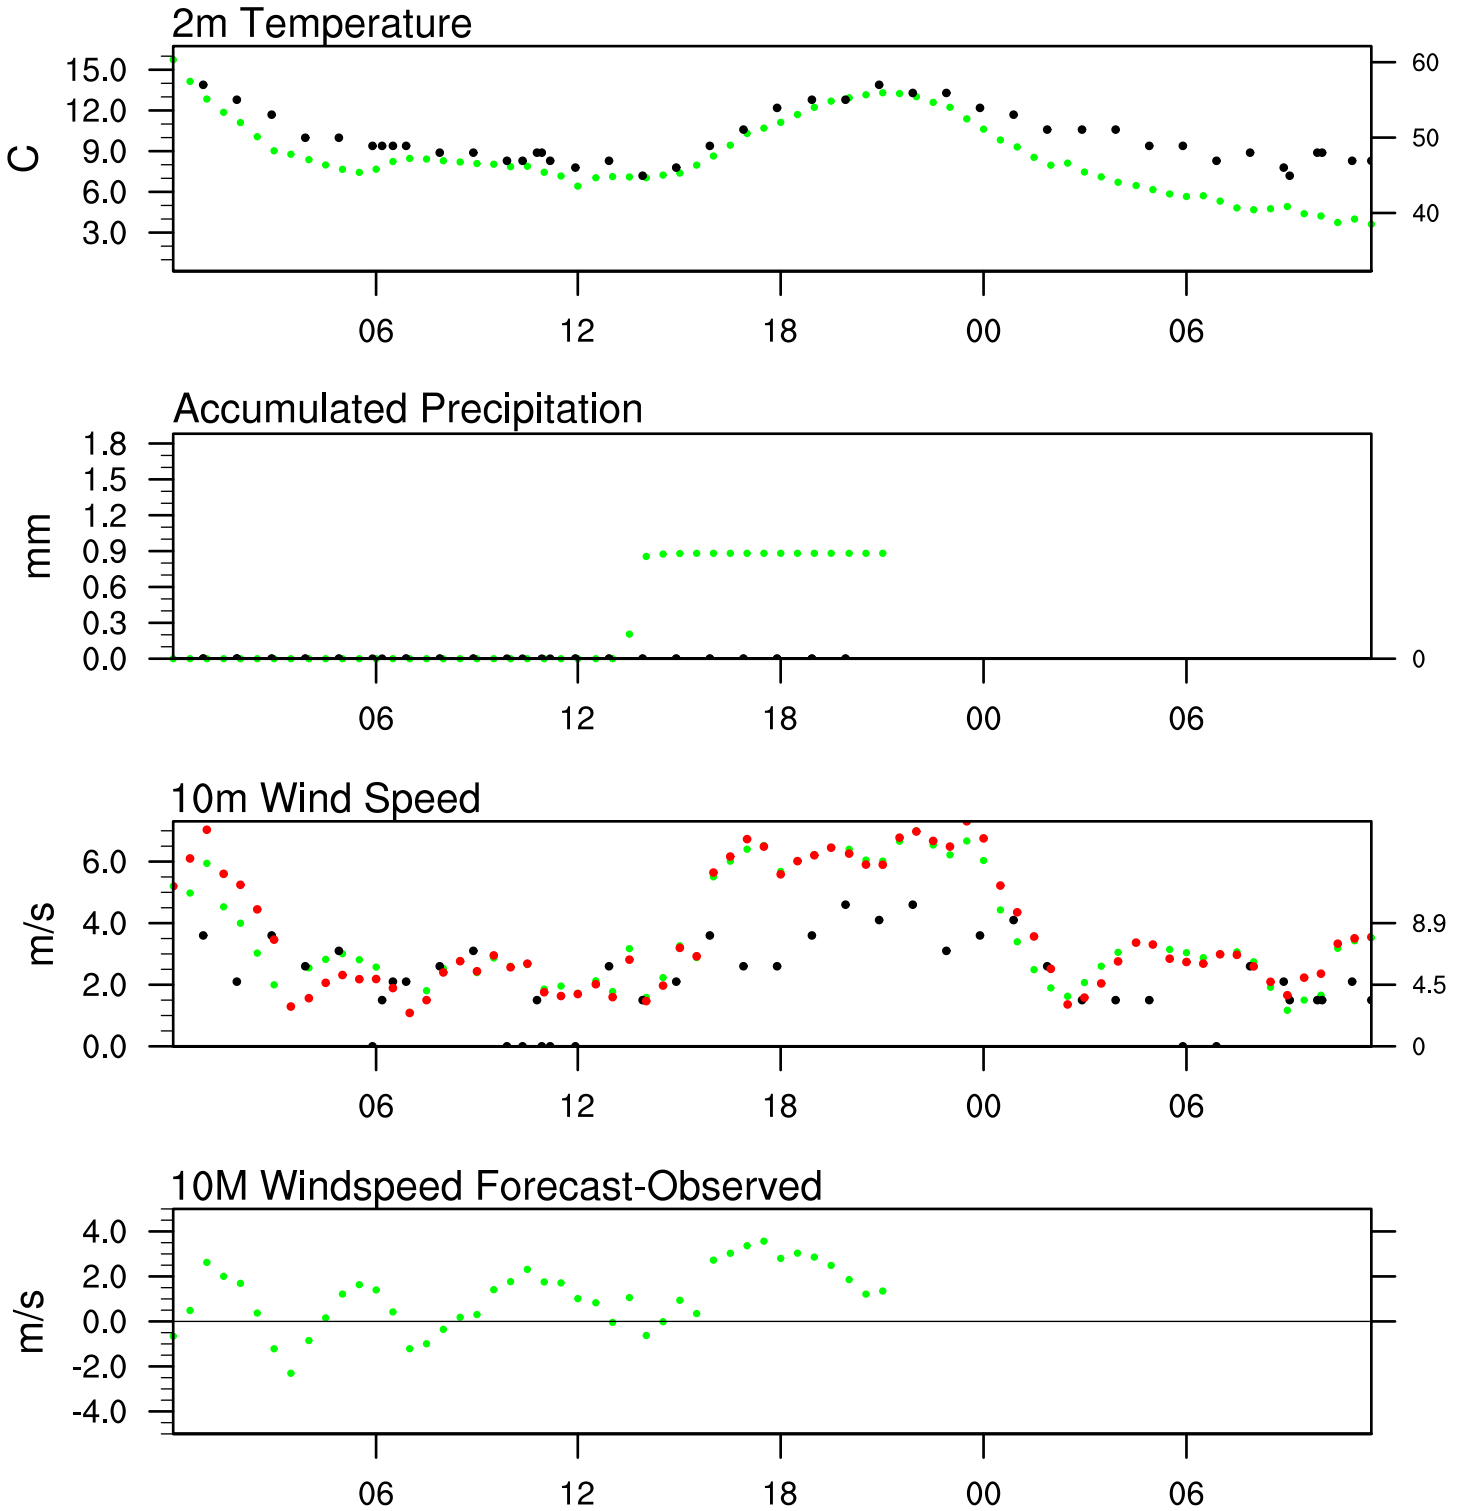 2m Temperature
15.0
12.0
9.0
6.0
3.0
C
60
50
40
06 12 18 00 06
Accumulated Precipitation
1.8
1.5
1.2
0.9
0.6
0.3
0.0
mm
0
06 12 18 00 06
10m Wind Speed
6.0
4.0
2.0
0.0
m/s
8.9
4.5
0
06 12 18 00 06
10M Windspeed Forecast-Observed
4.0
2.0
0.0
-2.0
-4.0
m/s
06 12 18 00 06